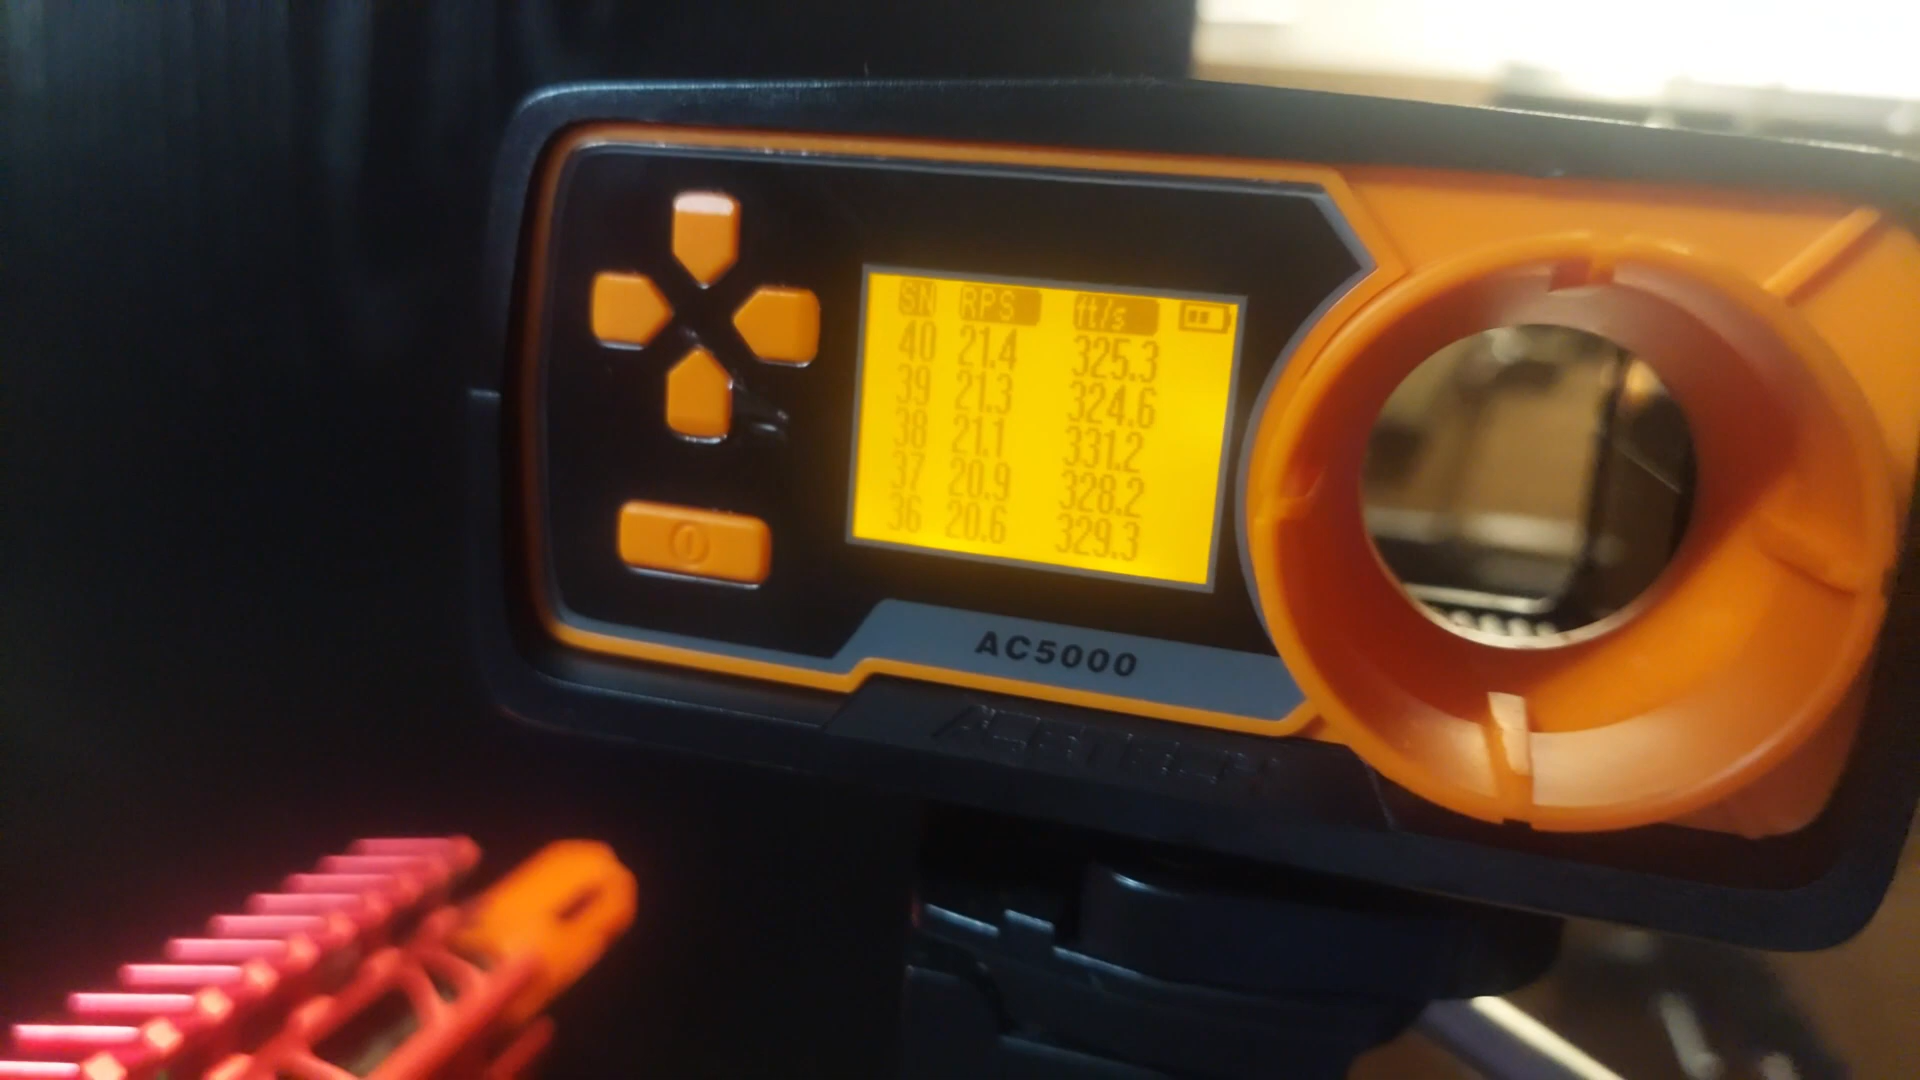 SN RPS ft/s
40 21.4 325.3
39 21.3 324.6
38 21.1 331.2
37 20.9 328.2
36 20.6 329.3
AC5000
ACETECH